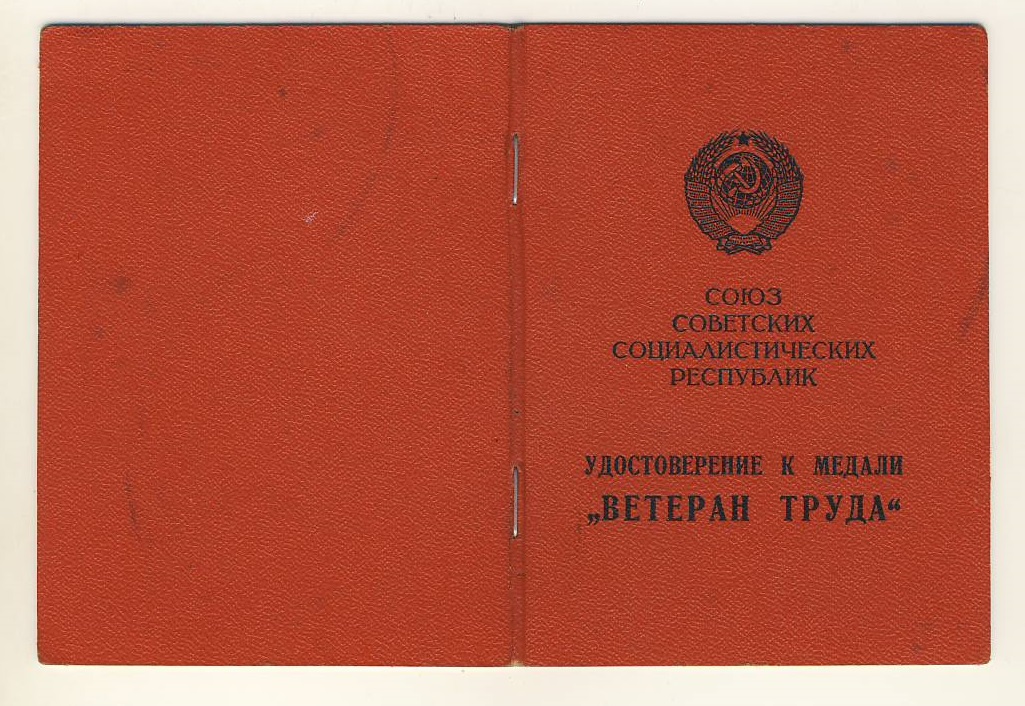 СОЮЗ
СОВЕТСКИХ
СОЦИАЛИСТИЧЕСКИХ
РЕСПУБЛИК
УДОСТОВЕРЕНИЕ К МЕДАЛИ
„ВЕТЕРАН ТРУДА“